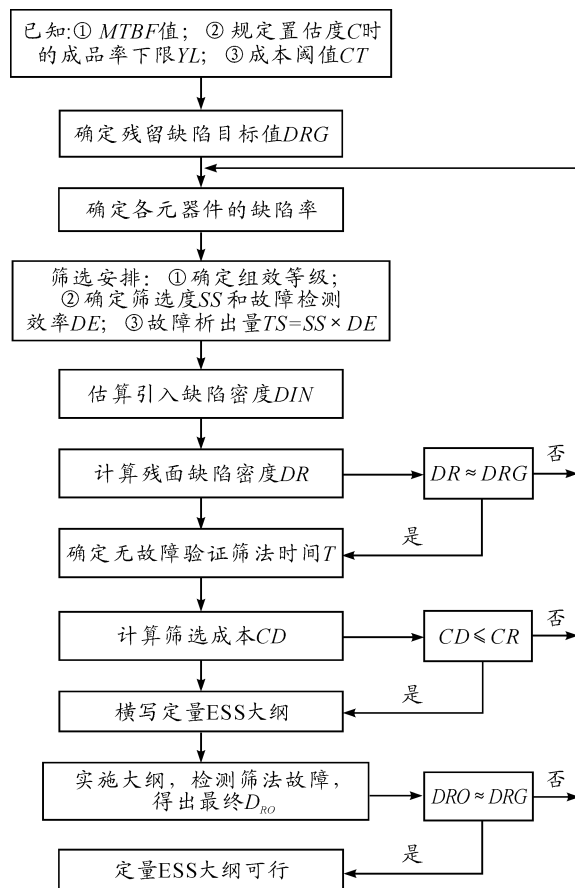 已知:① MTBF值; ② 规定置估度C时
的成品率下限YL; ③ 成本阈值CT
确定残留缺陷目标值DRG
确定各元器件的缺陷率
筛选安排: ①确定组效等级;
②确定筛选度SS和故障检测
效率DE; ③故障析出量TS=SS×DE
估算引入缺陷密度DIN
否
计算残面缺陷密度DR
DR≈DRG
是
确定无故障验证筛法时间T
否
计算筛选成本CD
CD≤CR
是
横写定量ESS大纲
否
实施大纲, 检测筛法故障,
得出最终D_RO
DRO≈DRG
是
定量ESS大纲可行